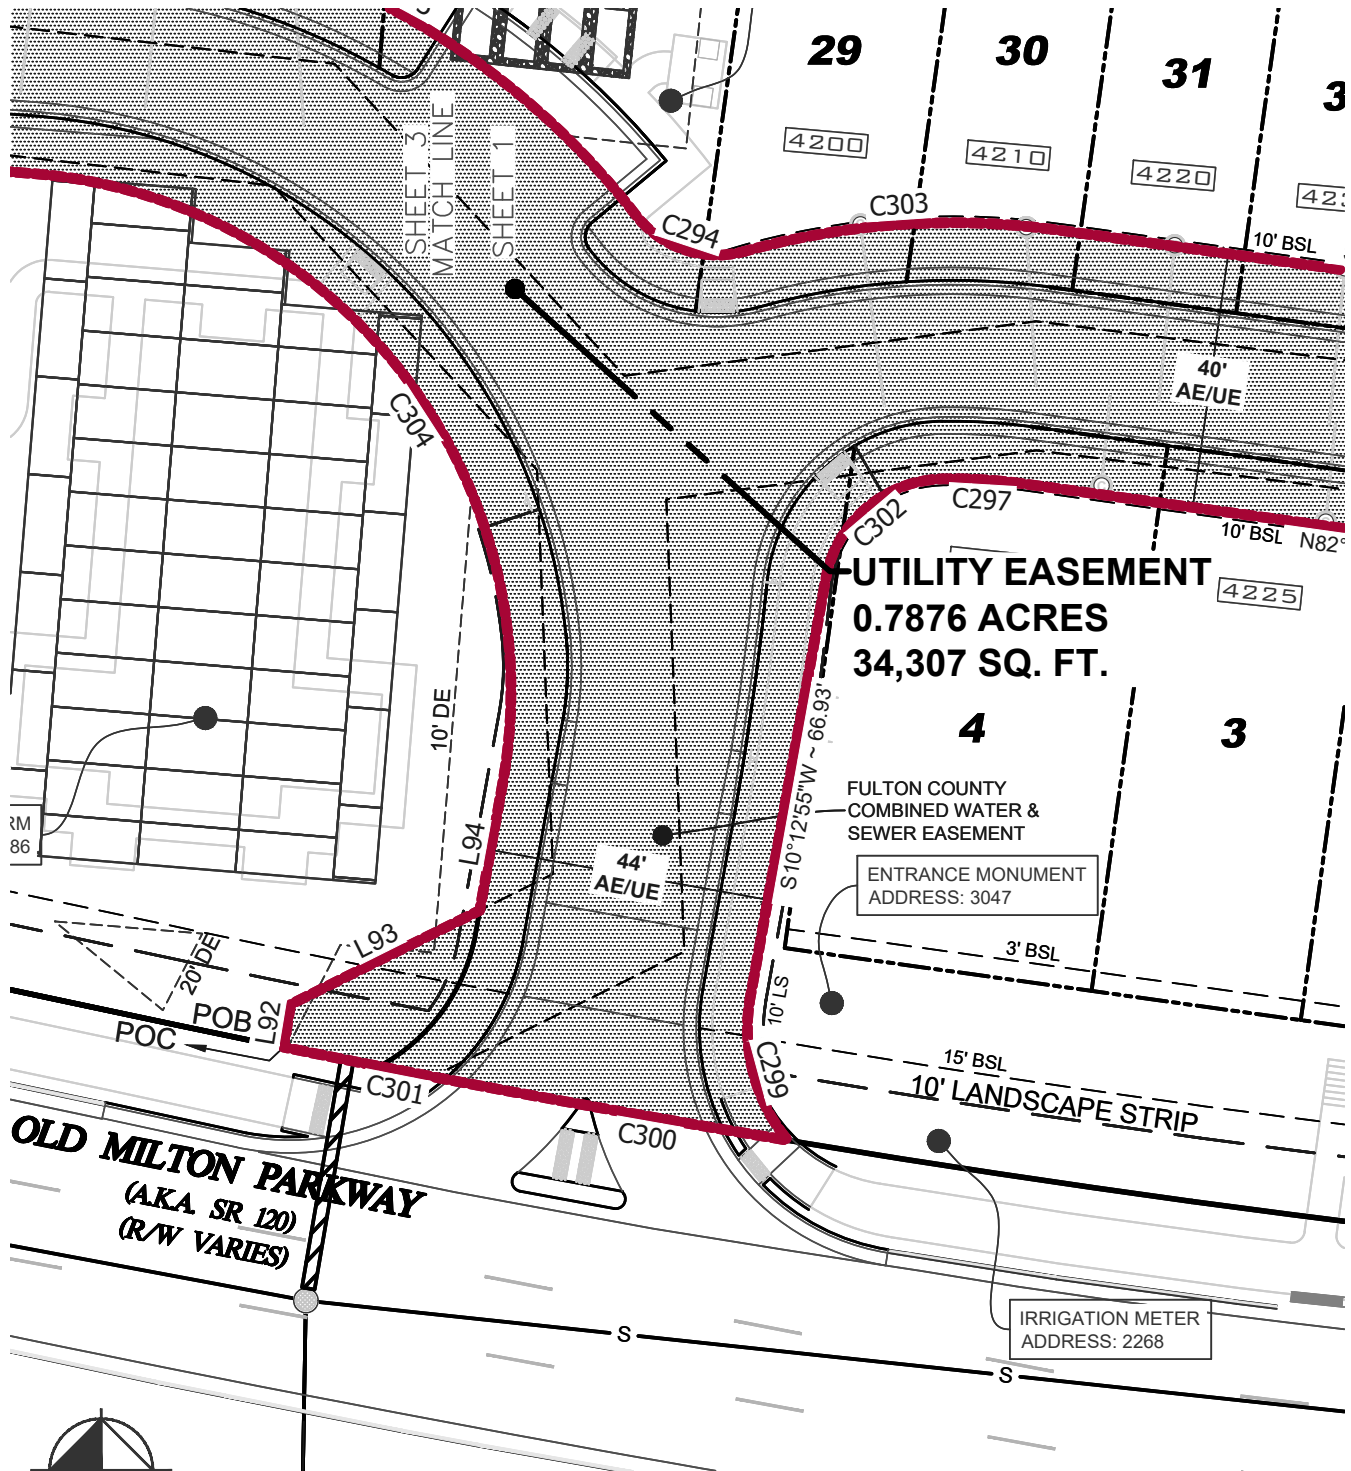 29
30
31
4200
4210
4220
SHEET 3
MATCH LINE
SHEET 1
C294
C303
10' BSL
40'
AE/UE
C304
C302
C297
10' BSL
N82°
UTILITY EASEMENT
0.7876 ACRES
34,307 SQ. FT.
4225
S10°12'55"W ~ 66.93'
4
3
10' DE
FULTON COUNTY
COMBINED WATER &
SEWER EASEMENT
RM
86
L94
44'
AE/UE
ENTRANCE MONUMENT
ADDRESS: 3047
L93
20' DE
3' BSL
10' LS
L92
POB
POC
C299
15' BSL
10' LANDSCAPE STRIP
C301
C300
OLD MILTON PARKWAY
(A.K.A. SR 120)
(R/W VARIES)
IRRIGATION METER
ADDRESS: 2268
S
S